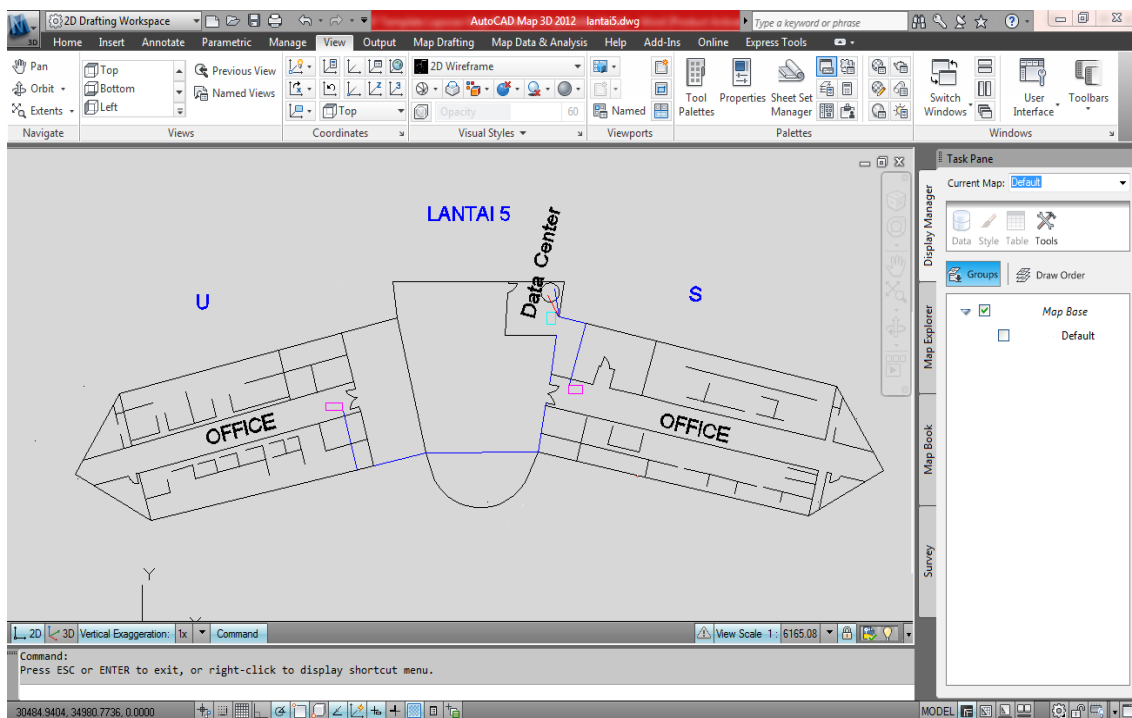 2D Drafting Workspace AutoCAD Map 3D 2012 lantai5.dwg Type a keyword or phrase
3D Home Insert Annotate Parametric Manage View Output Map Drafting Map Data & Analysis Help Add-Ins Online Express Tools
Pan Top Previous View 2D Wireframe
Orbit Bottom Named Views Tool Palettes Properties Sheet Set Manager Switch Windows User Interface Toolbars
Extents Left Top Opacity 60 Named
Navigate Views Coordinates Visual Styles Viewports Palettes Windows
Task Pane
Current Map: Default
Data Style Table Tools
Groups Draw Order
Map Base
Default
Display Manager
Map Explorer
Map Book
Survey
LANTAI 5
Data Center
U
S
OFFICE
OFFICE
Y
X
2D 3D Vertical Exaggeration: 1x Command View Scale 1 : 6165.08
Command:
Press ESC or ENTER to exit, or right-click to display shortcut menu.
30484.9404, 34980.7736, 0.0000 MODEL